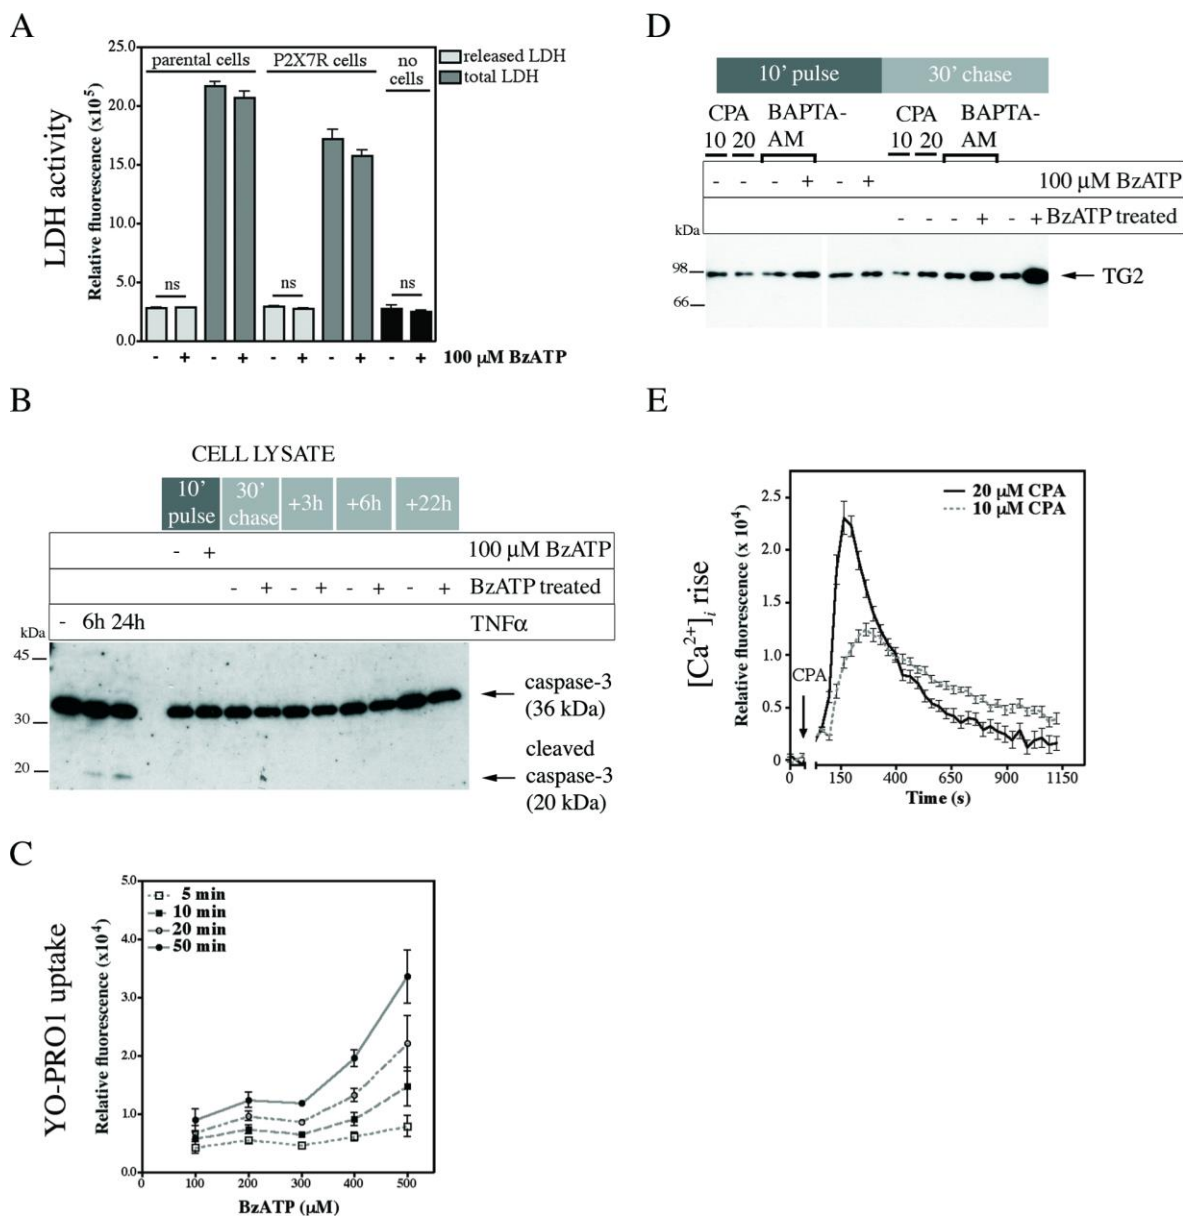 A
25.0
20.0
15.0
10.0
5.0
0.0
LDH activity
Relative fluorescence (x10⁵)
parental cells
P2X7R cells
no
cells
released LDH
total LDH
ns
ns
ns
- + - + - + - + - + 100 µM BzATP
B
CELL LYSATE
10'
pulse
30'
chase
+3h
+6h
+22h
- + 100 µM BzATP
- + - + - + - + BzATP treated
- 6h 24h TNFα
kDa
45
30
20
caspase-3
(36 kDa)
cleaved
caspase-3
(20 kDa)
C
YO-PRO1 uptake
Relative fluorescence (x10⁴)
5.0
4.0
3.0
2.0
1.0
0.0
5 min
10 min
20 min
50 min
0 100 200 300 400 500
BzATP (µM)
D
10' pulse
30' chase
CPA
10 20
BAPTA-
AM
CPA
10 20
BAPTA-
AM
- - - + - + 100 µM BzATP
- - - + - + BzATP treated
kDa
98
66
TG2
E
[Ca²⁺]i rise
Relative fluorescence (x 10⁴)
2.5
2.0
1.5
1.0
0.5
0
20 µM CPA
10 µM CPA
CPA
0 150 400 650 900 1150
Time (s)